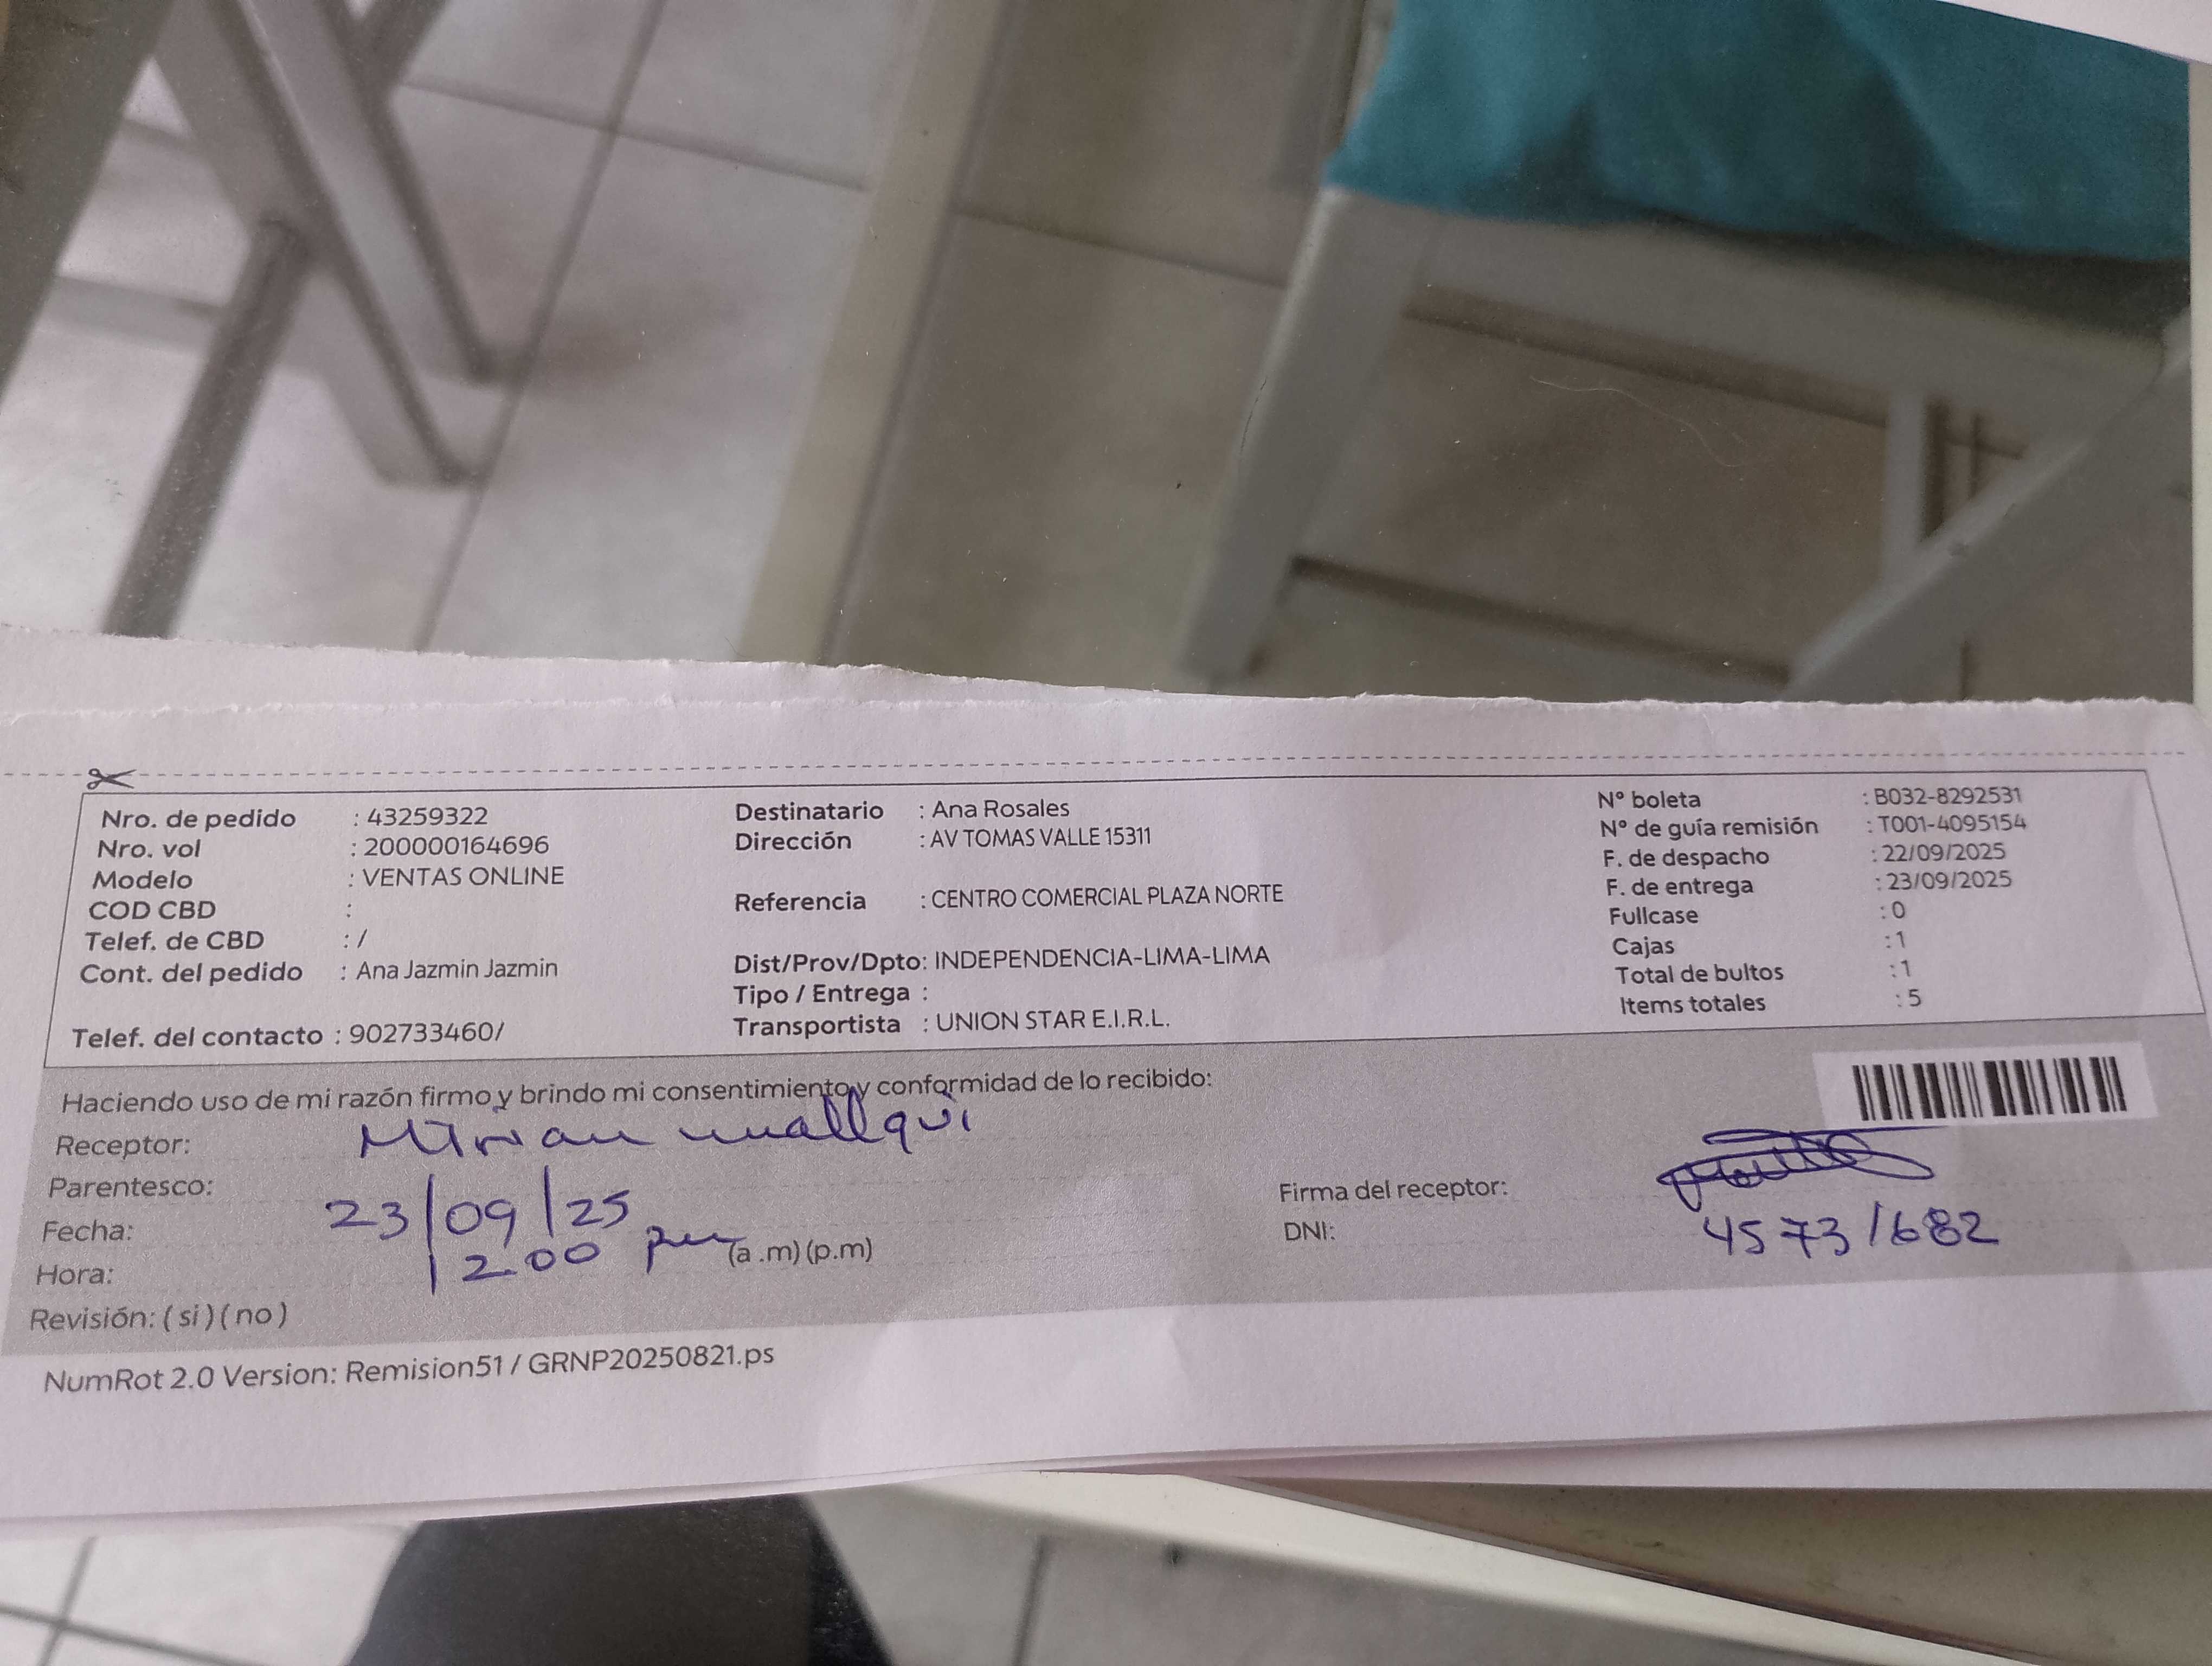 Nro. de pedido : 43259322
Nro. vol : 200000164696
Modelo : VENTAS ONLINE
COD CBD :
Telef. de CBD : /
Cont. del pedido : Ana Jazmin Jazmin
Telef. del contacto : 902733460/
Destinatario : Ana Rosales
Dirección : AV TOMAS VALLE 15311
Referencia : CENTRO COMERCIAL PLAZA NORTE
Dist/Prov/Dpto: INDEPENDENCIA-LIMA-LIMA
Tipo / Entrega :
Transportista : UNION STAR E.I.R.L.
N° boleta : B032-8292531
N° de guía remisión : T001-4095154
F. de despacho : 22/09/2025
F. de entrega : 23/09/2025
Fullcase : 0
Cajas : 1
Total de bultos : 1
Items totales : 5
Haciendo uso de mi razón firmo y brindo mi consentimiento y conformidad de lo recibido:
Receptor: Mirian
Parentesco:
Fecha: 23/09/25
Hora: 12:00 pm (a .m) (p.m)
Revisión: ( si ) ( no )
Firma del receptor:
DNI: 45731682
NumRot 2.0 Version: Remision51 / GRNP20250821.ps